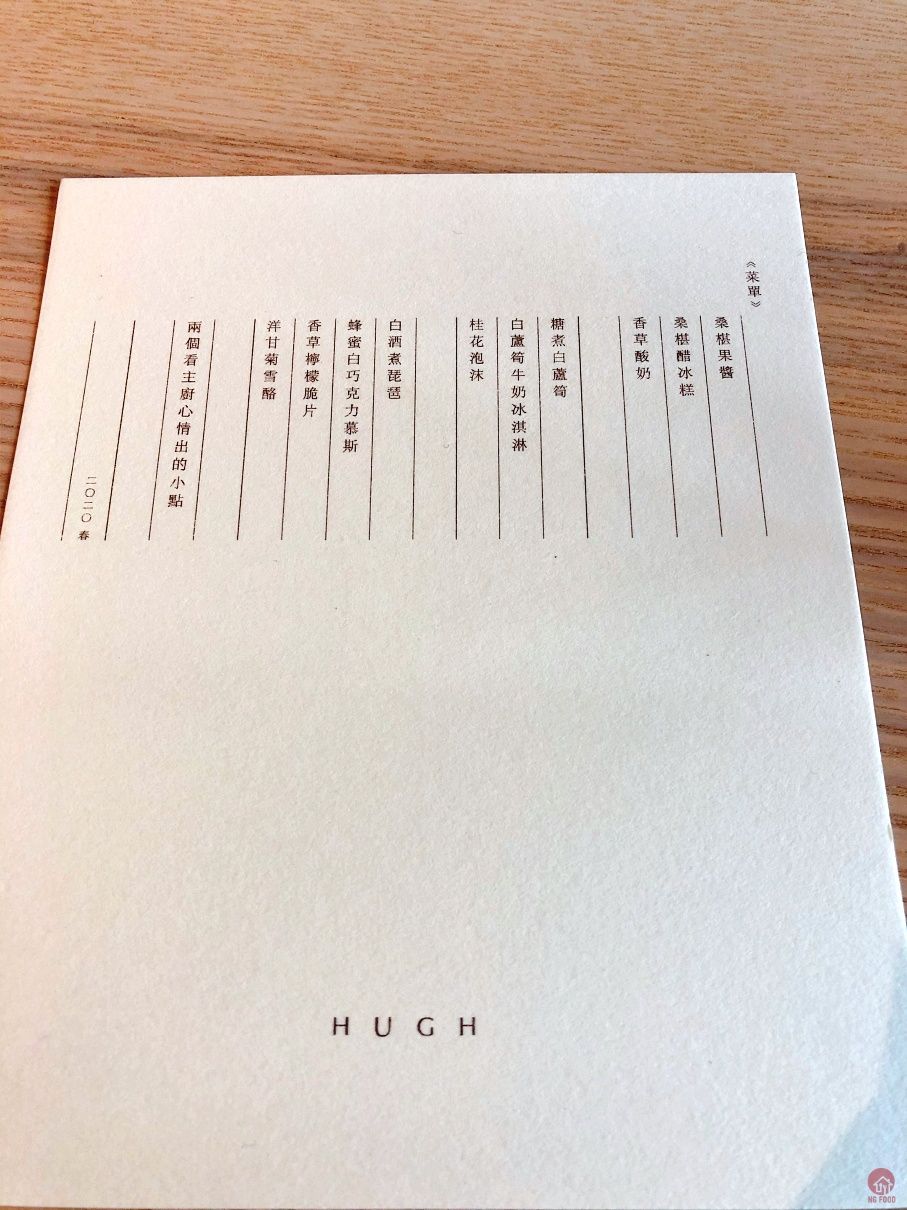 《菜單》
桑椹果醬
桑椹醋冰糕
香草酸奶
糖煮白蘆筍
白蘆筍牛奶冰淇淋
桂花泡沫
白酒煮琵琶
蜂蜜白巧克力慕斯
香草檸檬脆片
洋甘菊雪酪
兩個看主廚心情出的小點
二〇二〇 春
HUGH
NG FOOD